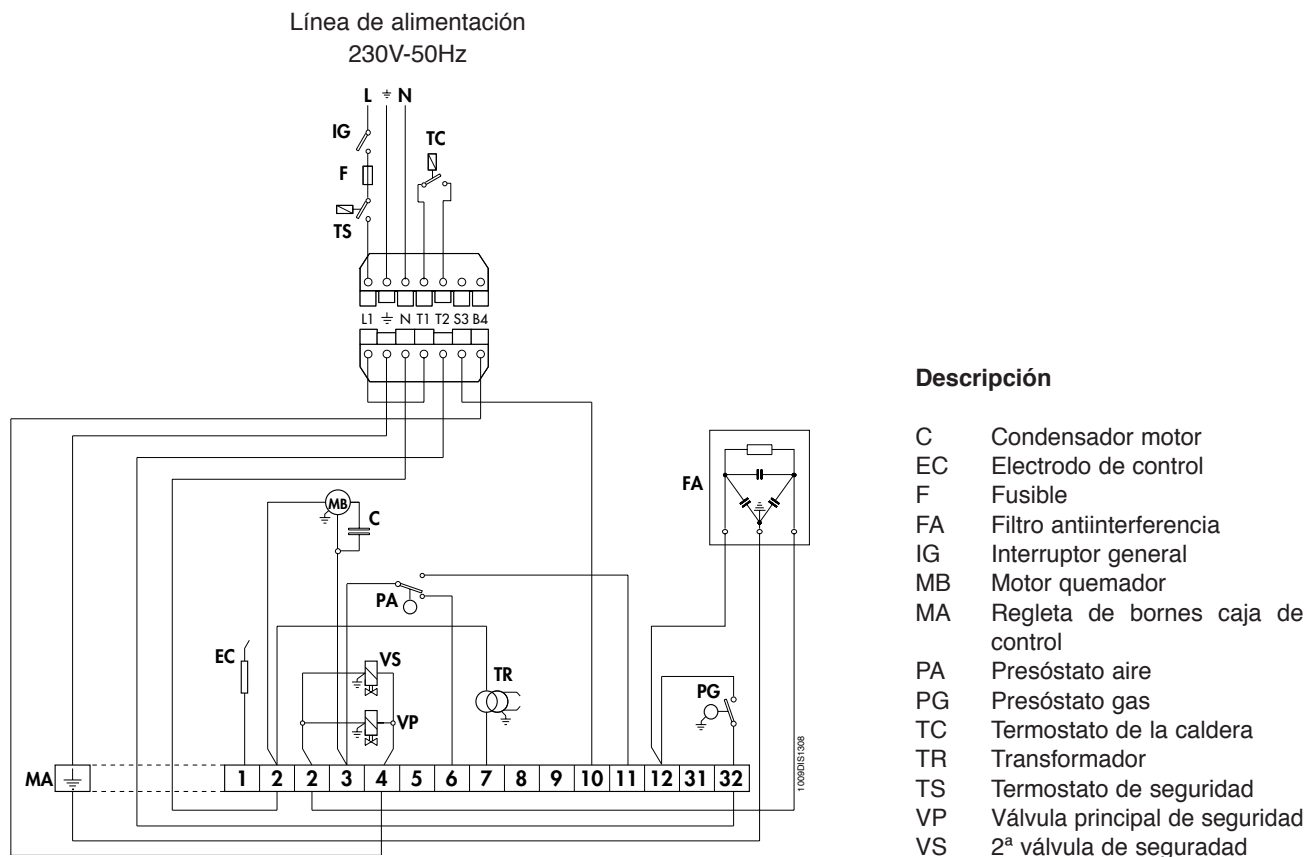 Línea de alimentación
230V-50Hz
L ⏚ N
IG
TC
F
TS
L1 ⏚ N T1 T2 S3 B4
MB
C
FA
PA
EC
VS
TR
PG
VP
MA
1 2 2 3 4 5 6 7 8 9 10 11 12 31 32
1009DIS1308
Descripción
C Condensador motor
EC Electrodo de control
F Fusible
FA Filtro antiinterferencia
IG Interruptor general
MB Motor quemador
MA Regleta de bornes caja de
control
PA Presóstato aire
PG Presóstato gas
TC Termostato de la caldera
TR Transformador
TS Termostato de seguridad
VP Válvula principal de seguridad
VS 2ª válvula de seguradad